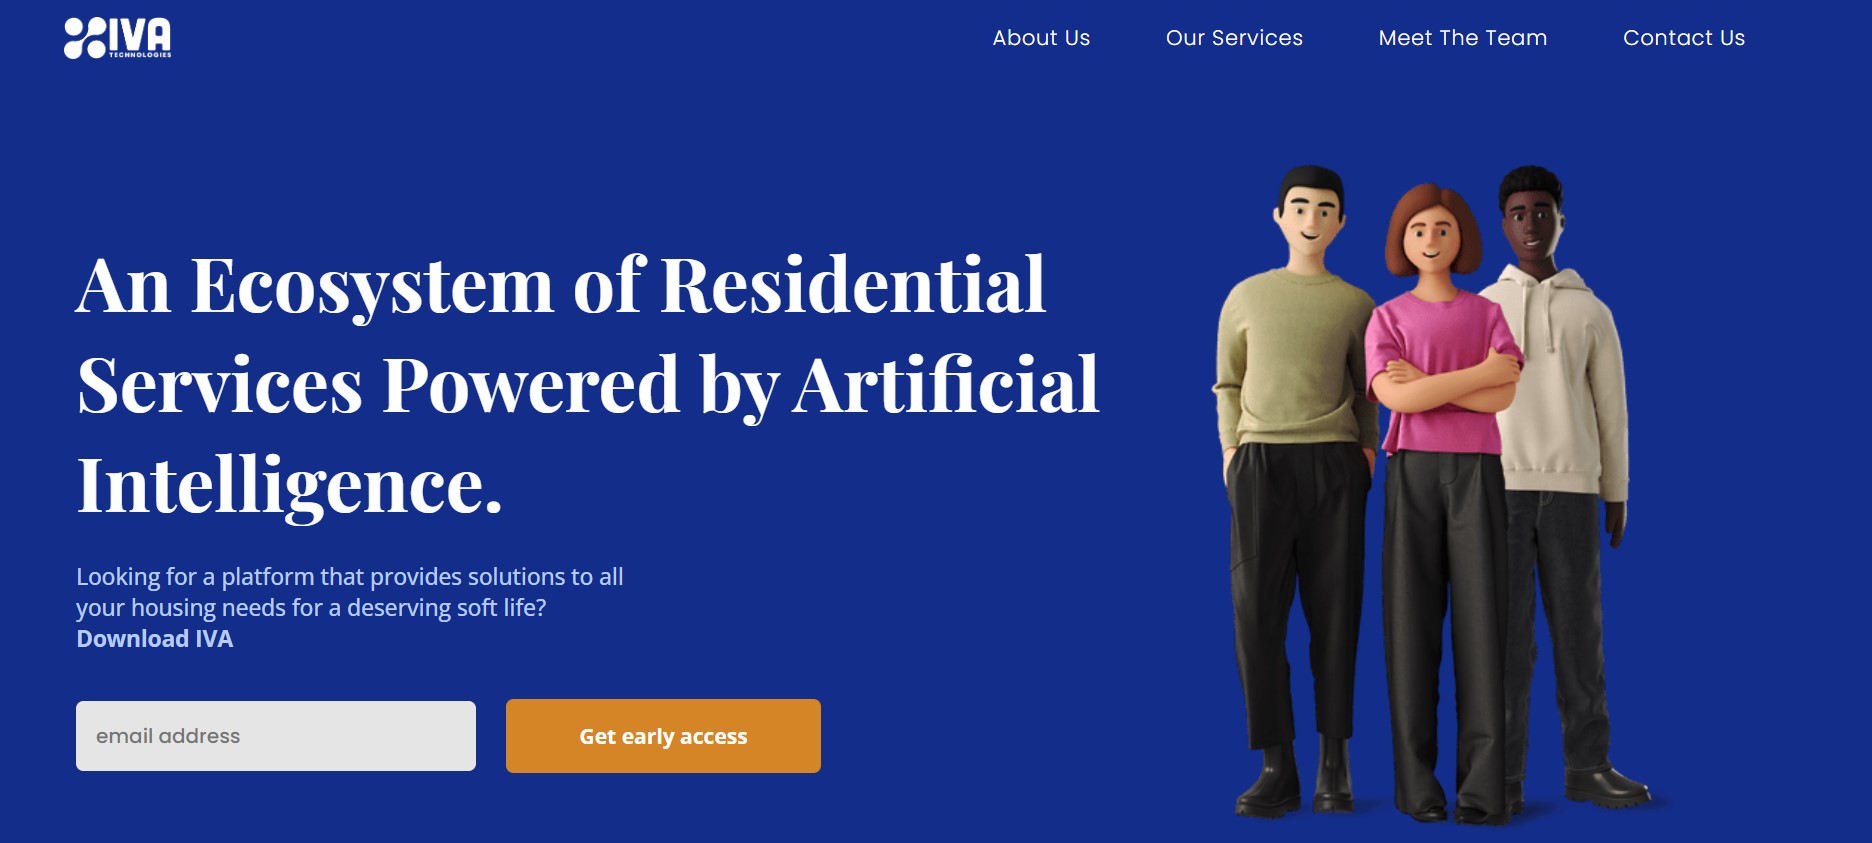 IVA
TECHNOLOGIES
About Us
Our Services
Meet The Team
Contact Us
An Ecosystem of Residential
Services Powered by Artificial
Intelligence.
Looking for a platform that provides solutions to all
your housing needs for a deserving soft life?
Download IVA
email address
Get early access